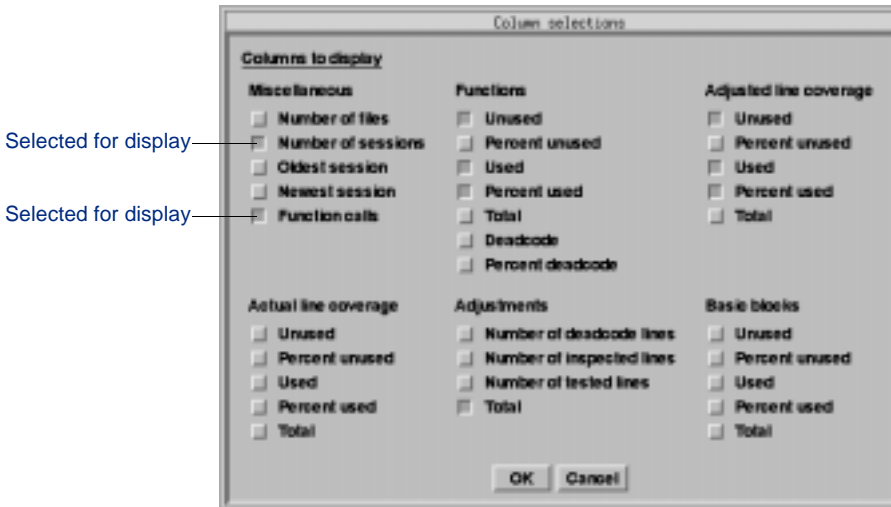 Column selections
Columns to display
Miscellaneous
Number of files
Number of sessions
Oldest session
Newest session
Function calls
Functions
Unused
Percent unused
Used
Percent used
Total
Deadcode
Percent deadcode
Adjusted line coverage
Unused
Percent unused
Used
Percent used
Total
Selected for display
Selected for display
Actual line coverage
Unused
Percent unused
Used
Percent used
Total
Adjustments
Number of deadcode lines
Number of inspected lines
Number of tested lines
Total
Basic blocks
Unused
Percent unused
Used
Percent used
Total
OK
Cancel